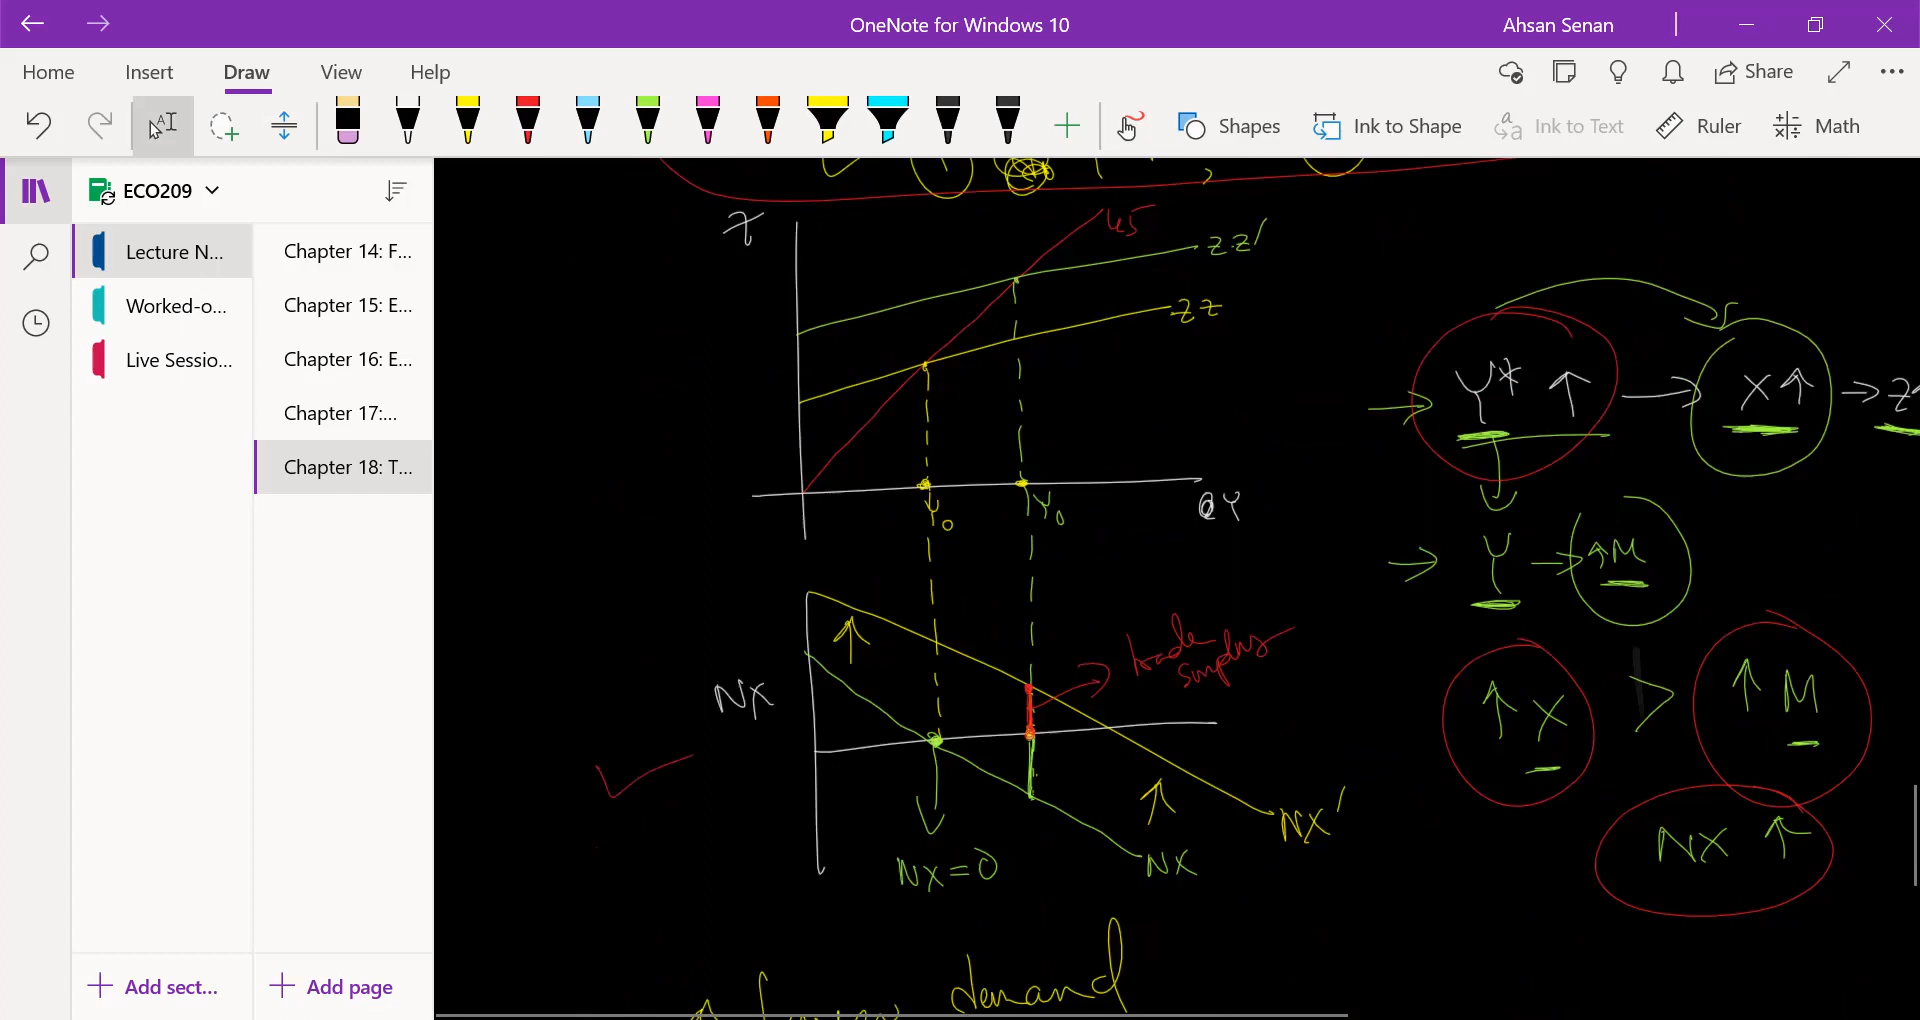 OneNote for Windows 10
Ahsan Senan
Home Insert Draw View Help
Share
Shapes
Ink to Shape
Ink to Text
Ruler
Math
ECO209
Lecture N...
Worked-o...
Live Sessio...
Chapter 14: F...
Chapter 15: E...
Chapter 16: E...
Chapter 17:...
Chapter 18: T...
Add sect...
Add page
Z
45
ZZ'
ZZ
Y
Y₀
Y₀
NX
trade
surplus
NX'
NX
NX = 0
Y* ↑ → X ↑ → Z↑
→ Y → ↑ M
↑ X > ↑ M
NX ↑
demand